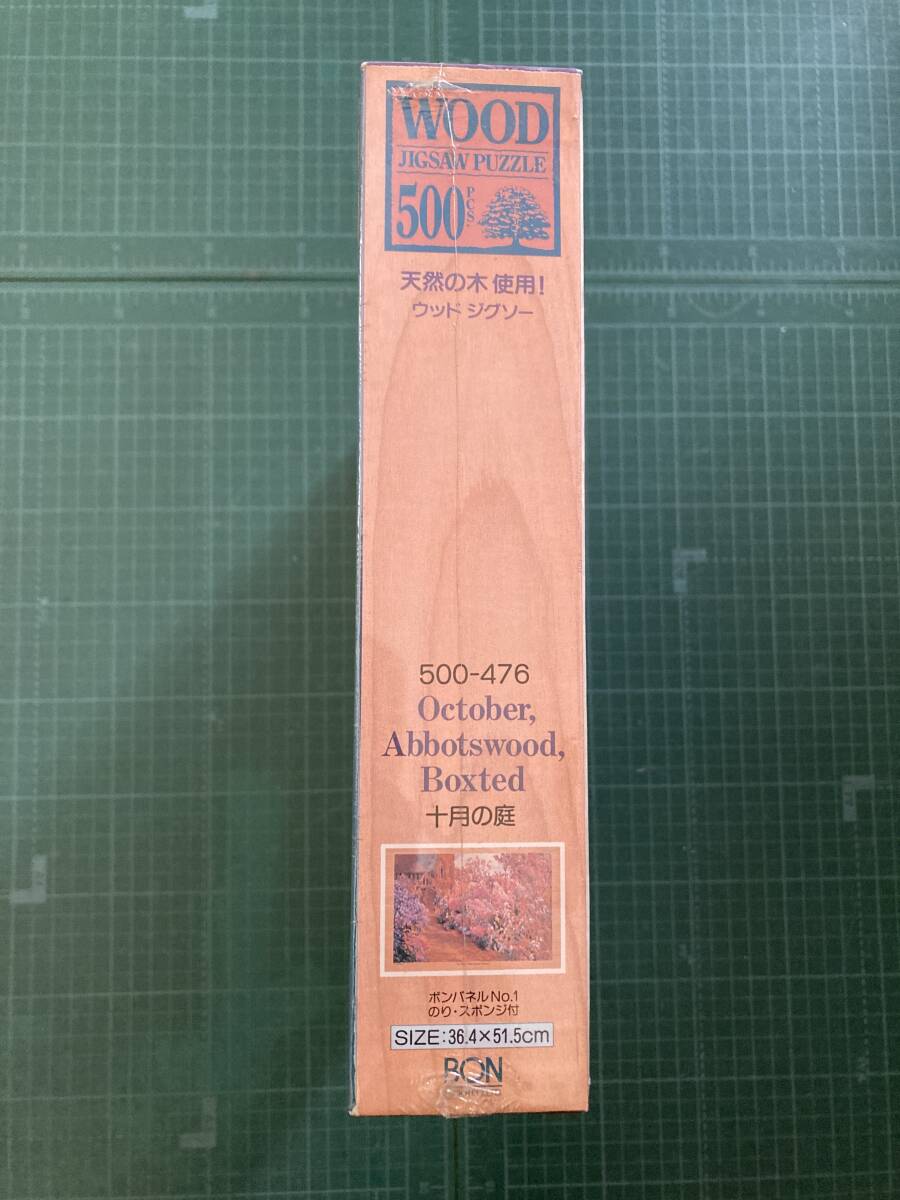 WOOD
JIGSAW PUZZLE
500 PCS.
天然の木 使用!
ウッド ジグソー
500-476
October,
Abbotswood,
Boxted
十月の庭
ボンパネルNo.1
のり・スポンジ付
SIZE:36.4×51.5cm
BON